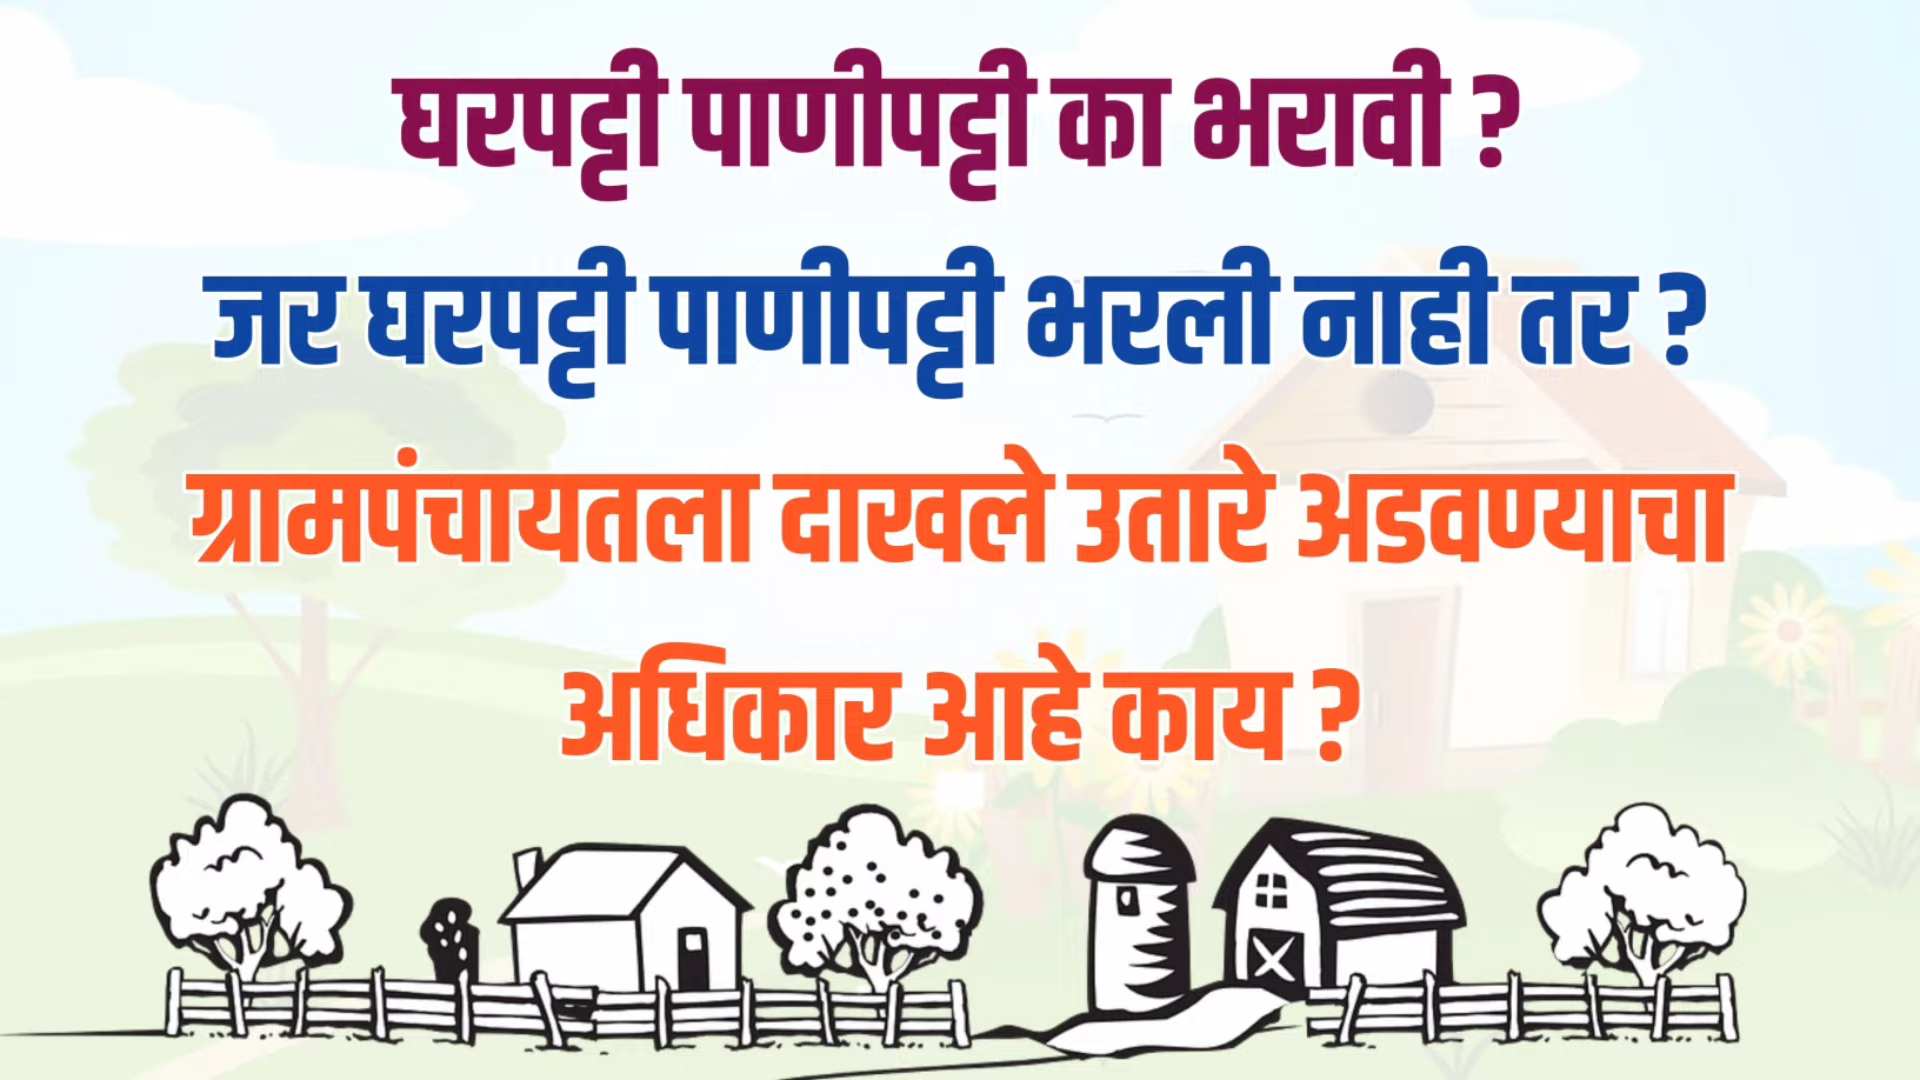 घरपट्टी पाणीपट्टी का भरावी ?
जर घरपट्टी पाणीपट्टी भरली नाही तर ?
ग्रामपंचायतला दाखले उतारे अडवण्याचा
अधिकार आहे काय ?